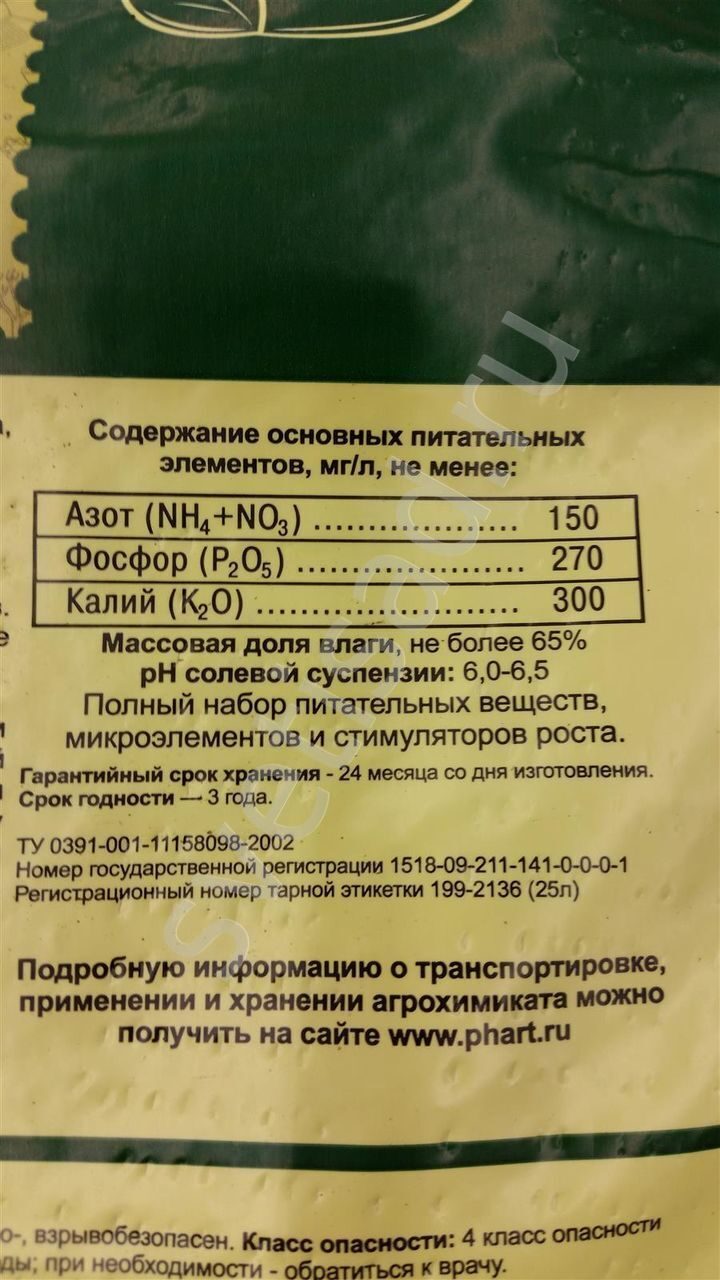 Содержание основных питательных
элементов, мг/л, не менее:
Азот (NH₄+NO₃) .................. 150
Фосфор (P₂O₅) .................... 270
Калий (K₂O) ....................... 300
Массовая доля влаги, не более 65%
pH солевой суспензии: 6,0-6,5
Полный набор питательных веществ,
микроэлементов и стимуляторов роста.
Гарантийный срок хранения - 24 месяца со дня изготовления.
Срок годности — 3 года.
ТУ 0391-001-11158098-2002
Номер государственной регистрации 1518-09-211-141-0-0-0-1
Регистрационный номер тарной этикетки 199-2136 (25л)
Подробную информацию о транспортировке,
применении и хранении агрохимиката можно
получить на сайте www.phart.ru
о-, взрывобезопасен. Класс опасности: 4 класс опасности
ды; при необходимости - обратиться к врачу.